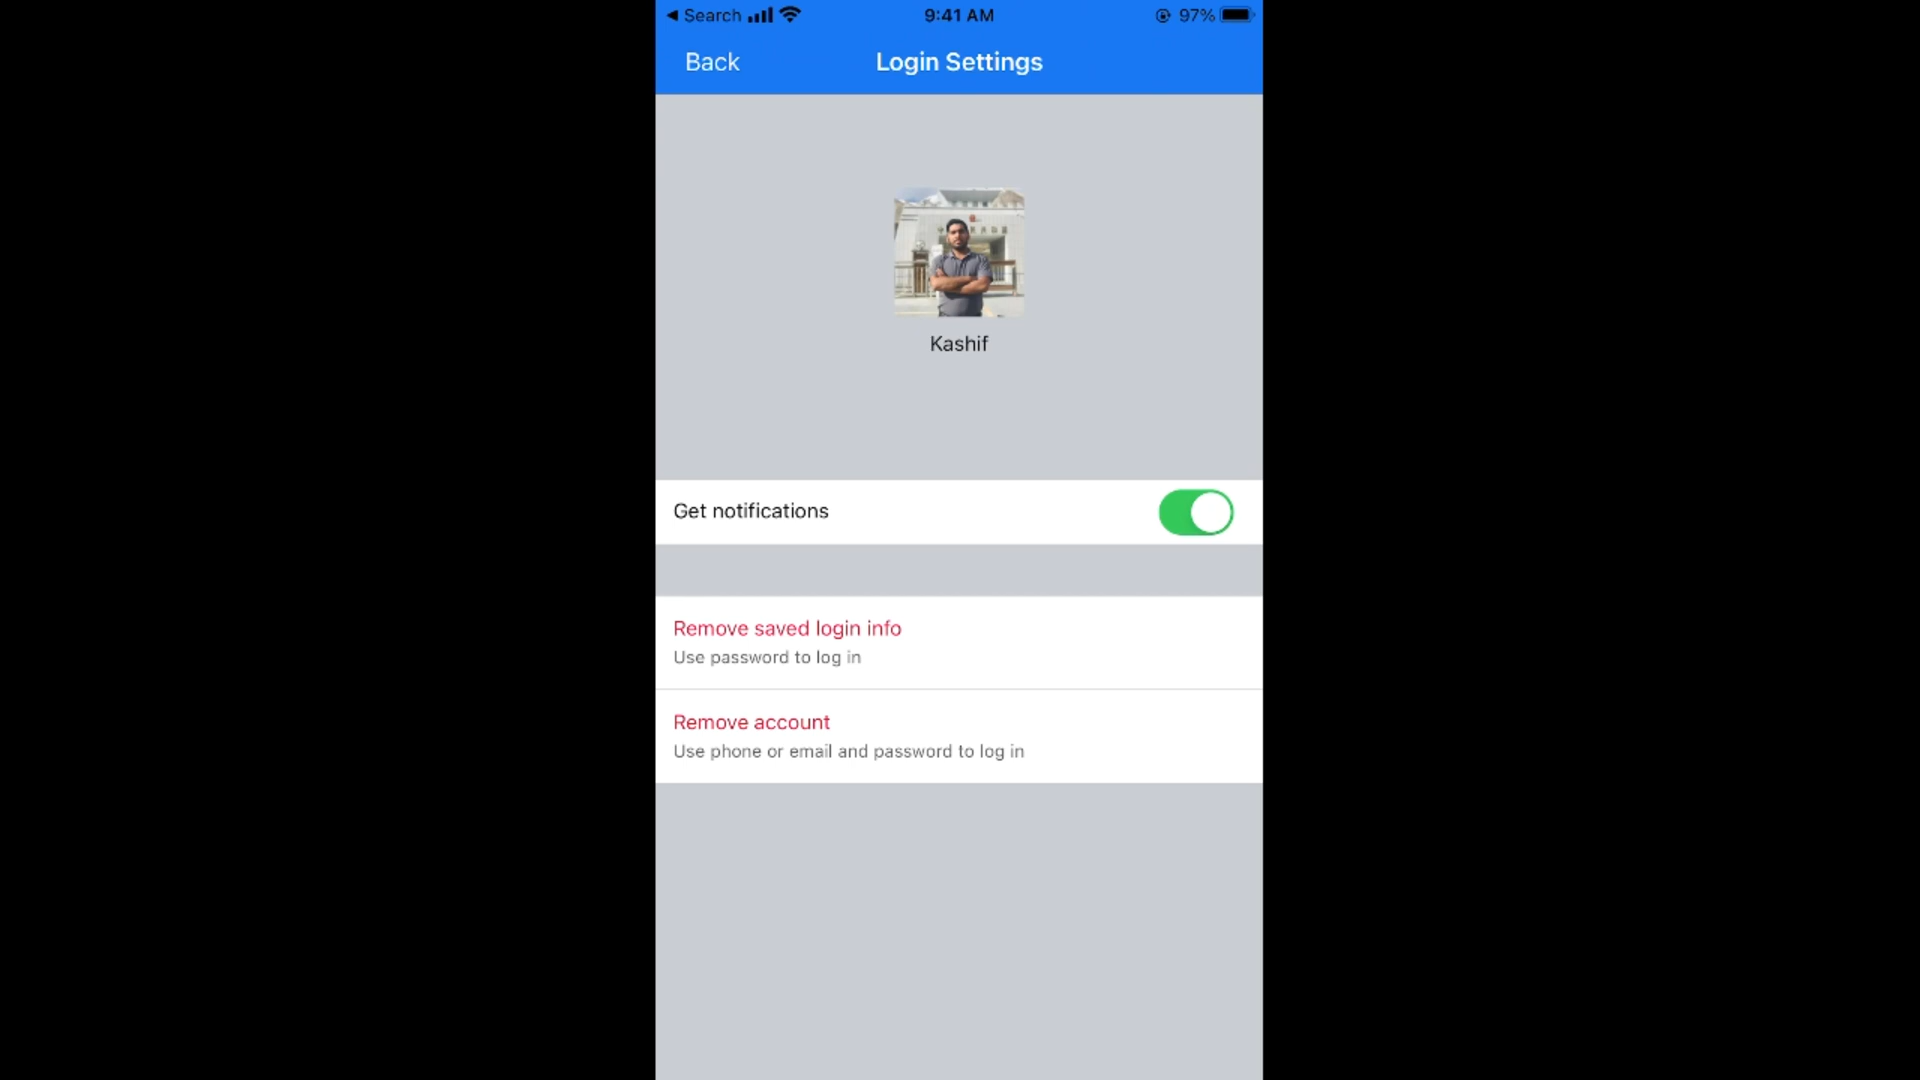 Search
9:41 AM
97%
Back
Login Settings
Kashif
Get notifications
Remove saved login info
Use password to log in
Remove account
Use phone or email and password to log in